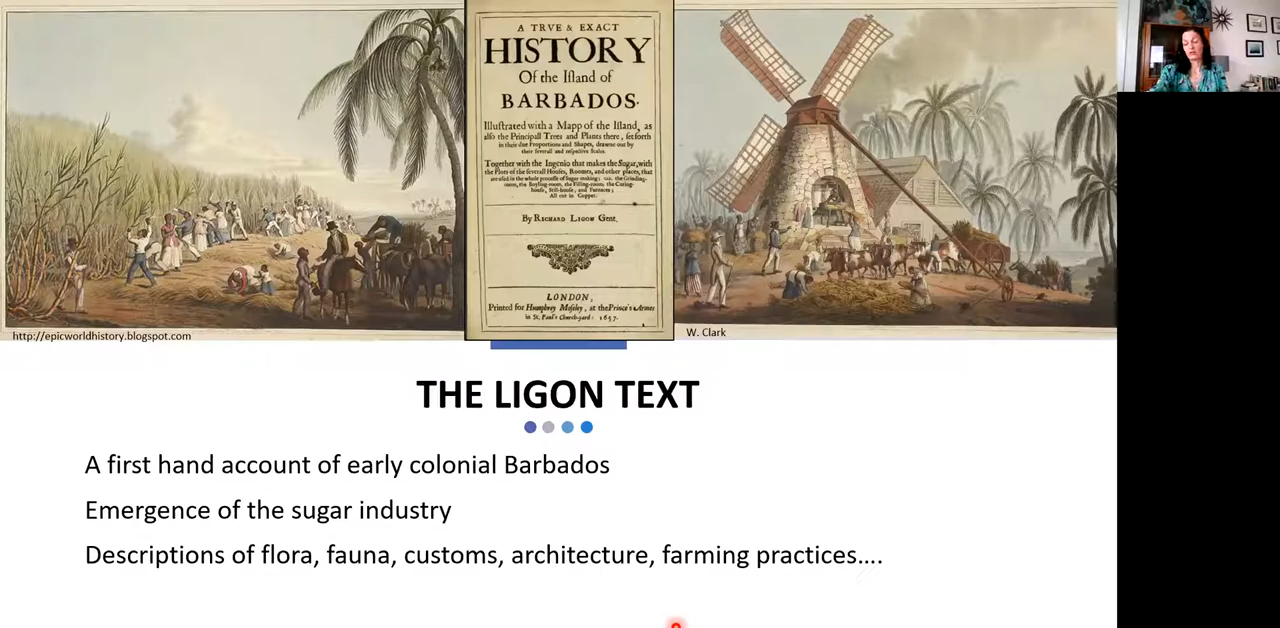 A TRVE & EXACT
HISTORY
Of the Iſland of
BARBADOS.
Illuſtrated with a Mapp of the Iſland, as
alſo the Principall Trees and Plants there, ſet forth
in their due Proportions and Shapes, drawne out by
their ſeverall and reſpective Scales.
Together with the Ingenio that makes the Sugar, with
the Plots of the ſeverall Houſes, Roomes, and other places, that
are uſed in the whole proceſſe of Sugar-making; viz. the Grinding-
room, the Boyling-room, the Filling-room, the Curing-
houſe, Still-houſe, and Furnaces;
All cut in Copper.
By RICHARD LIGON Gent.
LONDON,
Printed for Humphrey Moſeley, at the Prince's Armes
in St. Paul's Church-yard: 1657.
http://epicworldhistory.blogspot.com
W. Clark
THE LIGON TEXT
A first hand account of early colonial Barbados
Emergence of the sugar industry
Descriptions of flora, fauna, customs, architecture, farming practices....